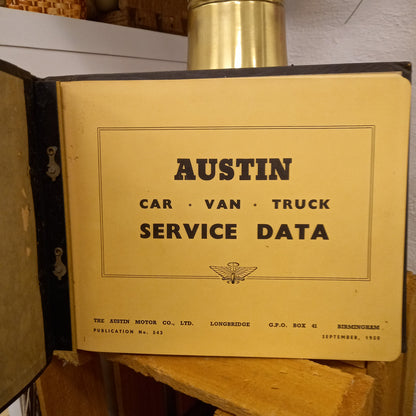 AUSTIN
CAR · VAN · TRUCK
SERVICE DATA
THE AUSTIN MOTOR CO., LTD. LONGBRIDGE G.P.O. BOX 41 BIRMINGHAM
PUBLICATION No. 543 SEPTEMBER, 1950